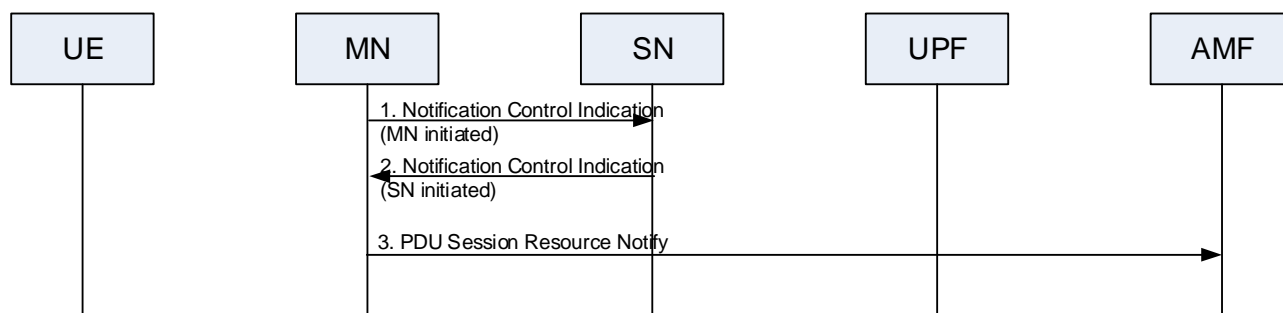 UE
MN
SN
UPF
AMF
1. Notification Control Indication
(MN initiated)
2. Notification Control Indication
(SN initiated)
3. PDU Session Resource Notify